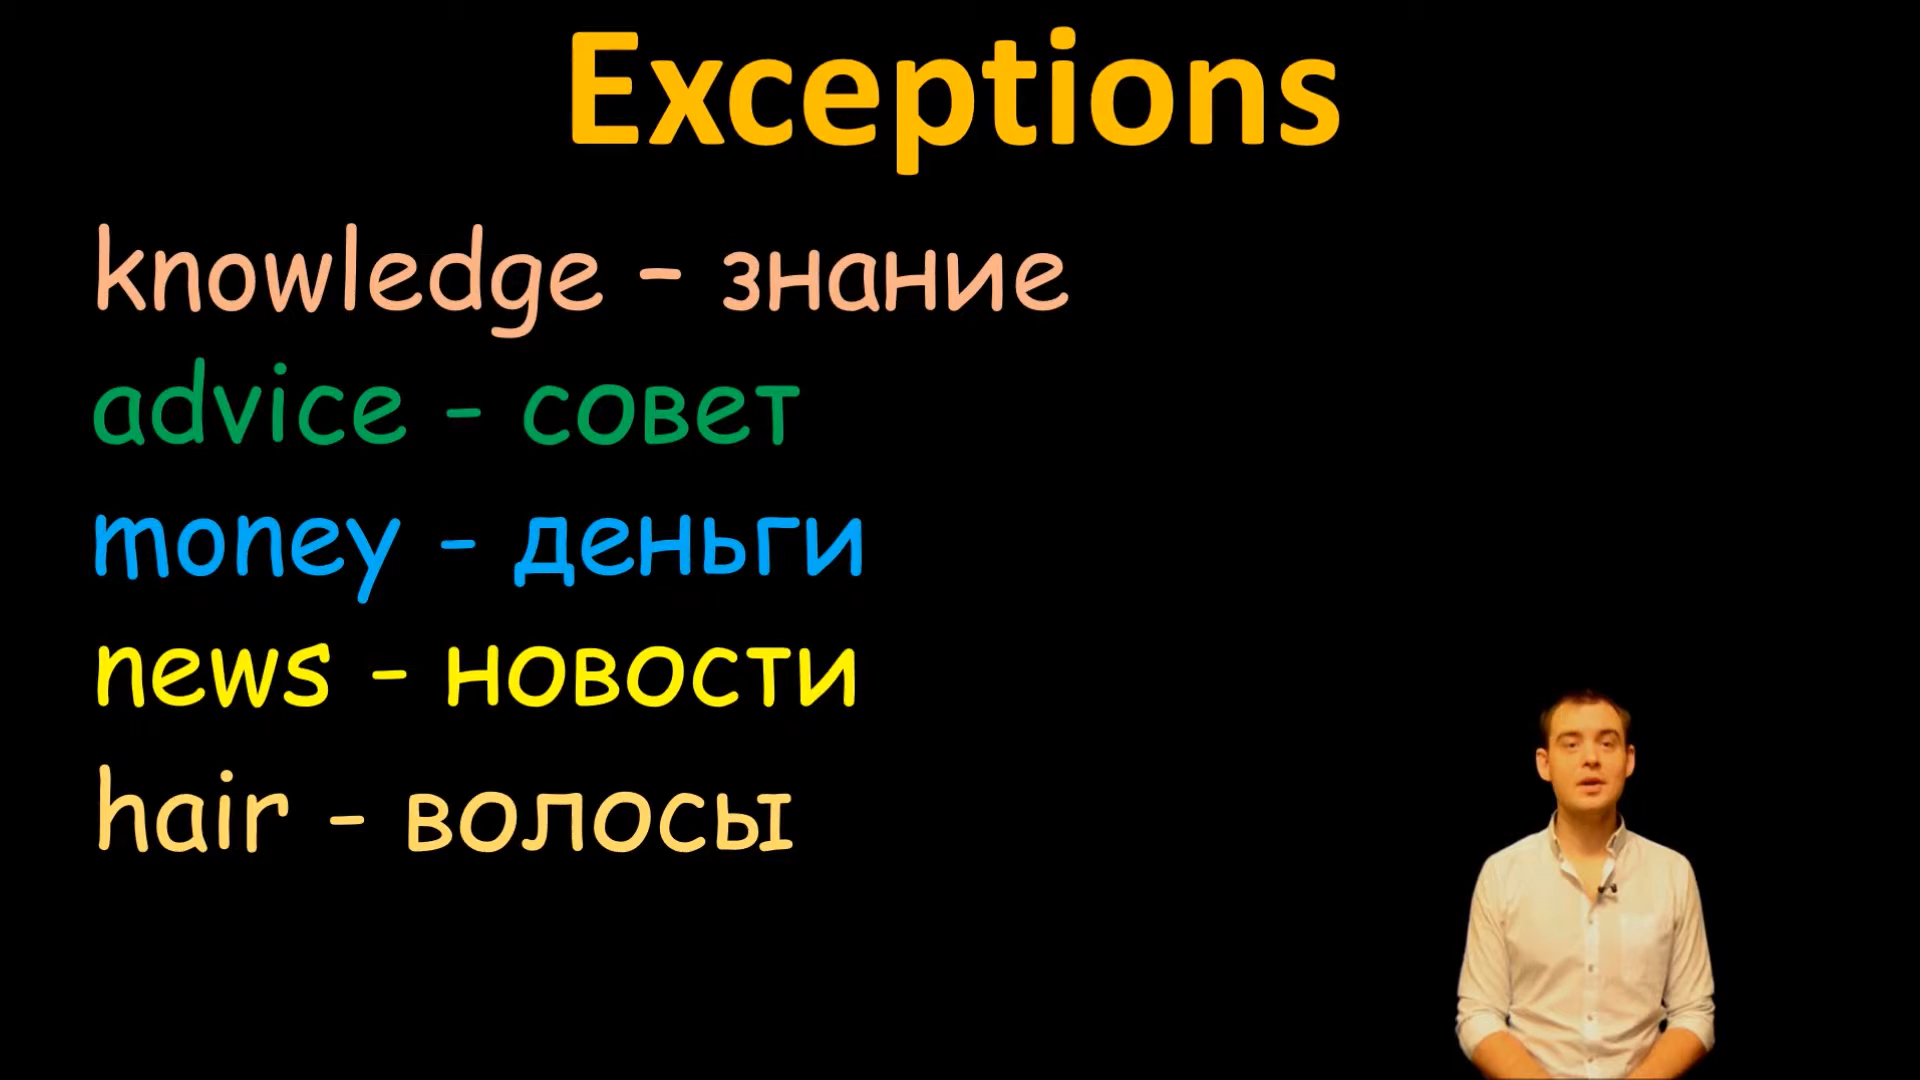 Exceptions
knowledge – знание
advice - совет
money - деньги
news - новости
hair - волосы